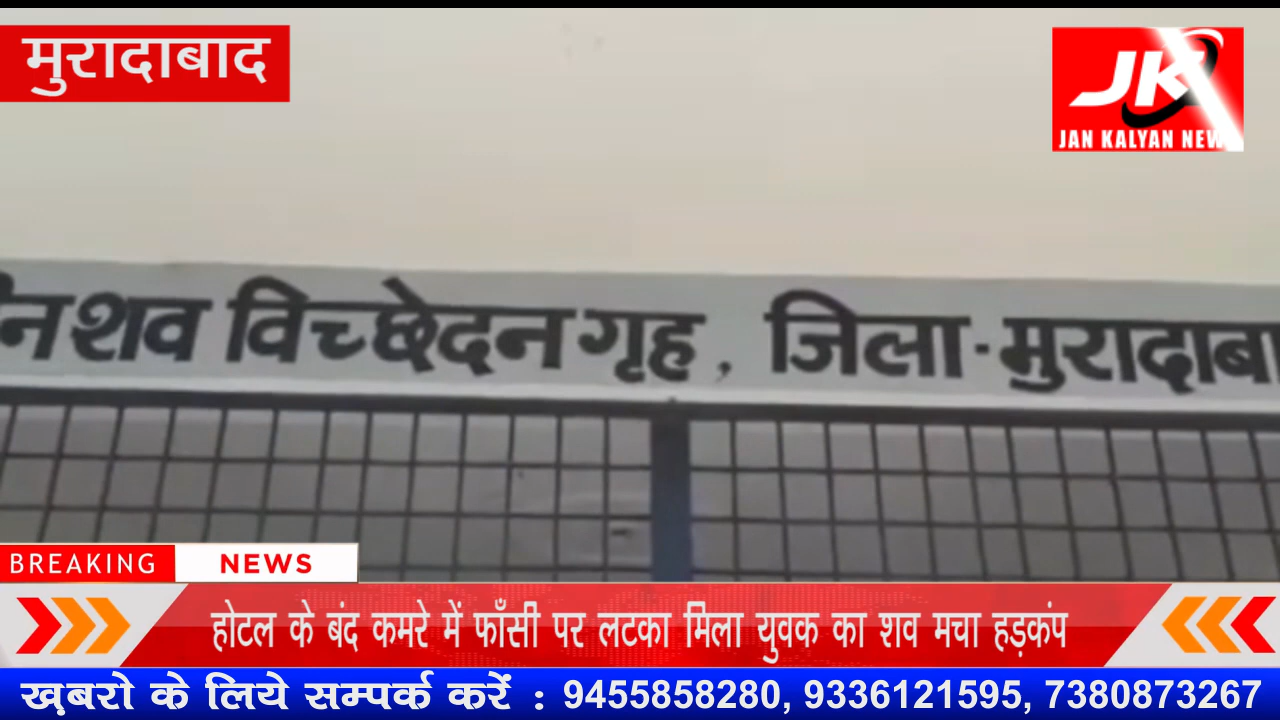 मुरादाबाद
JK
JAN KALYAN NEWS
शव विच्छेदन गृह, जिला-मुरादाबा
BREAKING NEWS
होटल के बंद कमरे में फाँसी पर लटका मिला युवक का शव मचा हड़कंप
ख़बरो के लिये सम्पर्क करें : 9455858280, 9336121595, 7380873267